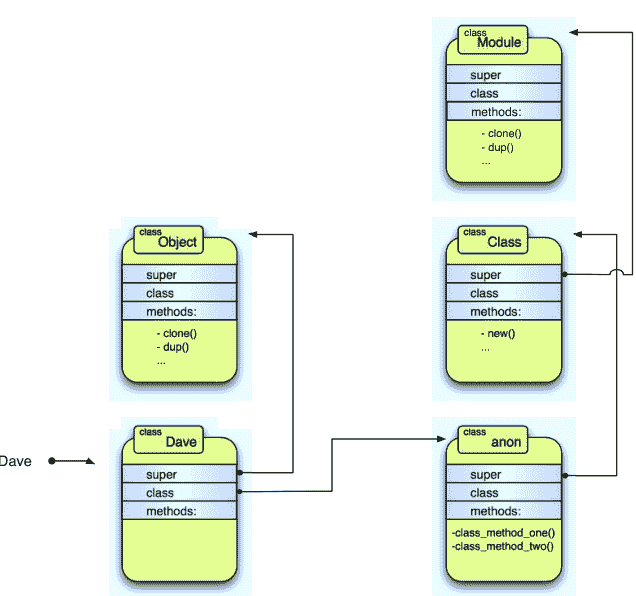 class
Module
super
class
methods:
- clone()
- dup()
...
class
Object
super
class
methods:
- clone()
- dup()
...
class
Class
super
class
methods:
- new()
...
Dave
class
Dave
super
class
methods:
class
anon
super
class
methods:
-class_method_one()
-class_method_two()